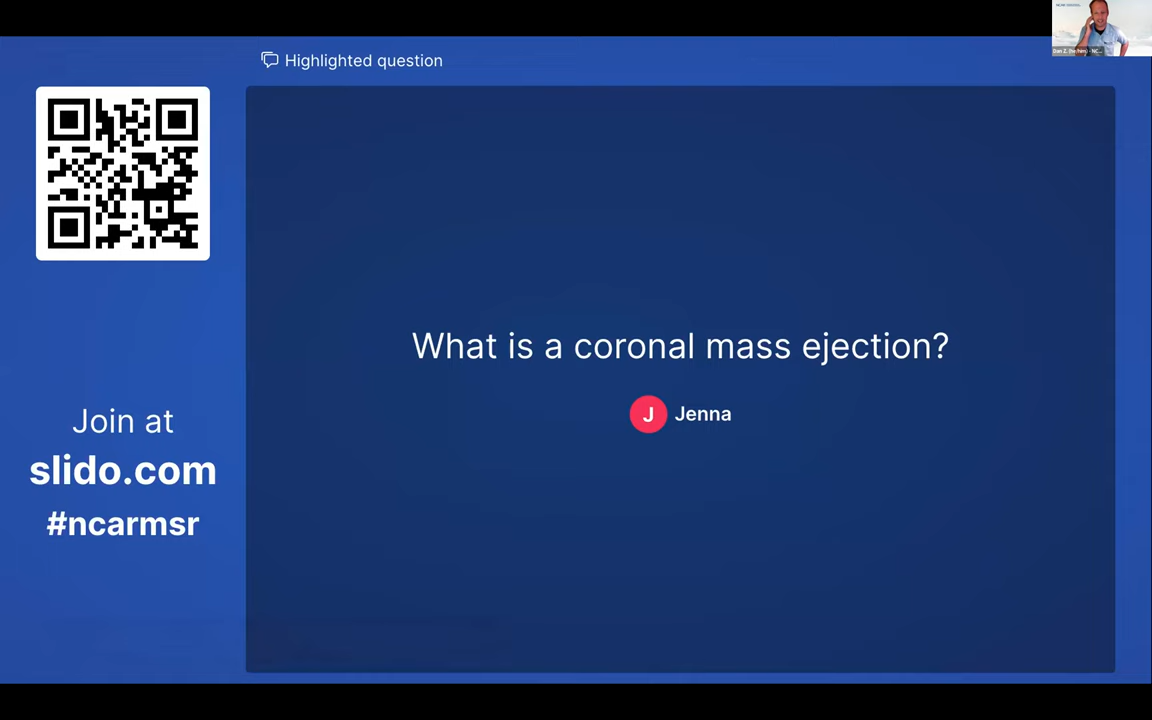 Highlighted question
What is a coronal mass ejection?
J Jenna
Join at
slido.com
#ncarmsr